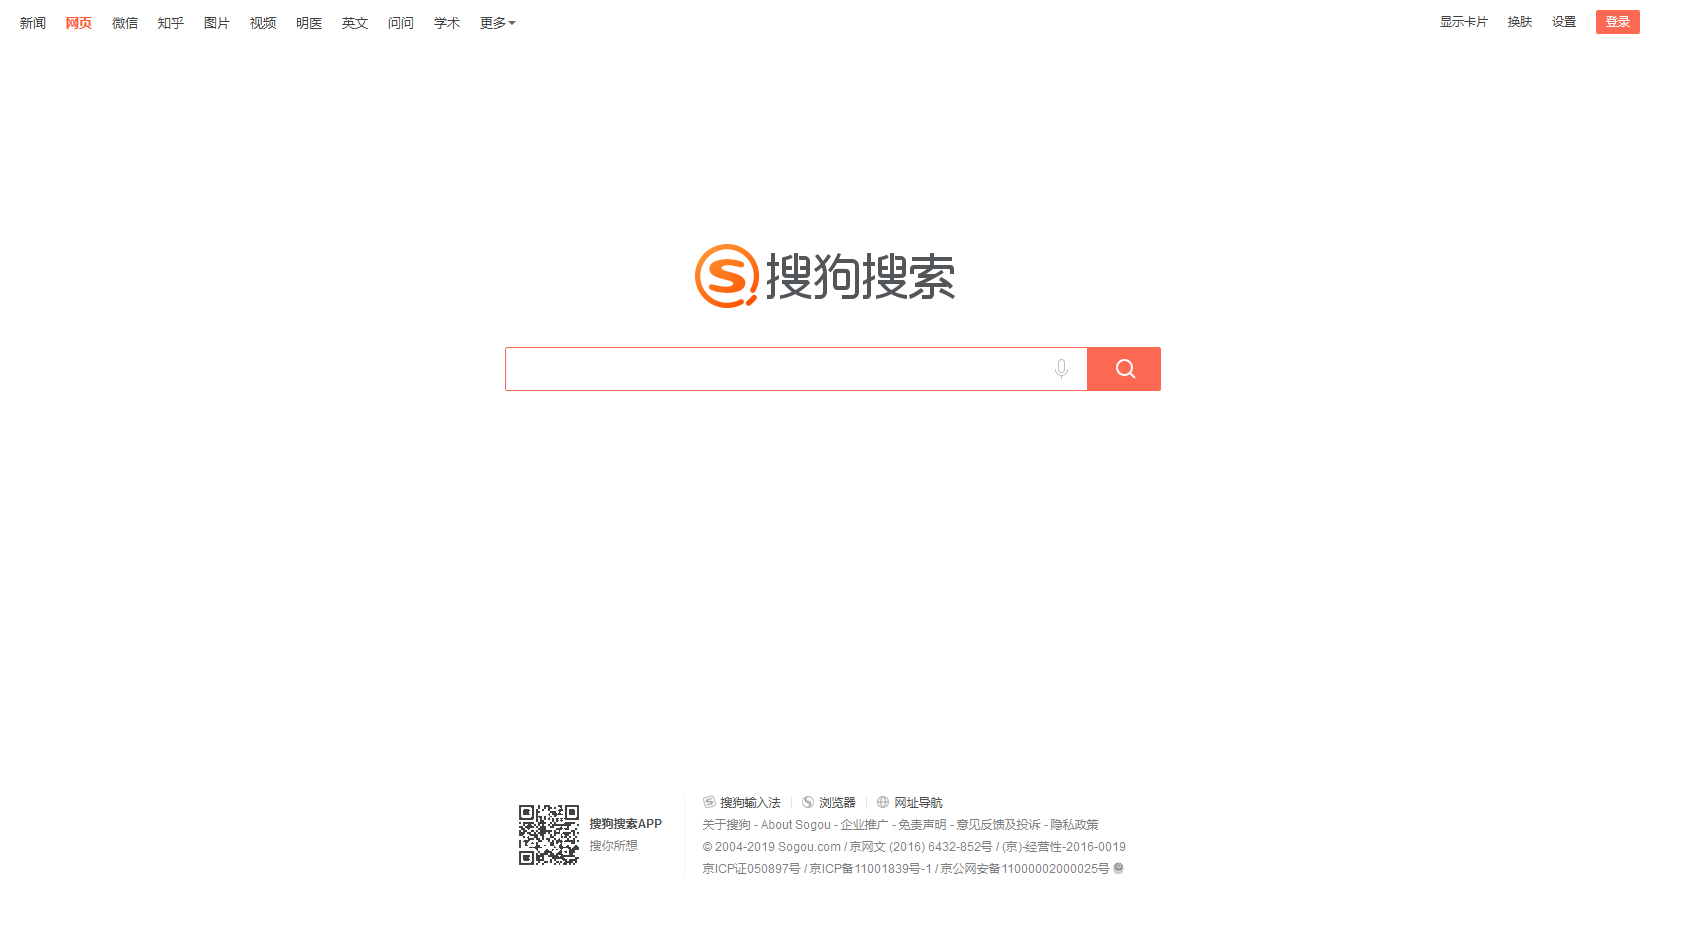 新闻 网页 微信 知乎 图片 视频 明医 英文 问问 学术 更多 显示卡片 换肤 设置 登录
搜狗搜索
搜狗输入法 浏览器 网址导航
搜狗搜索APP
搜你所想
关于搜狗 - About Sogou - 企业推广 - 免责声明 - 意见反馈及投诉 - 隐私政策
© 2004-2019 Sogou.com / 京网文 (2016) 6432-852号 / (京)-经营性-2016-0019
京ICP证050897号 / 京ICP备11001839号-1 / 京公网安备11000002000025号